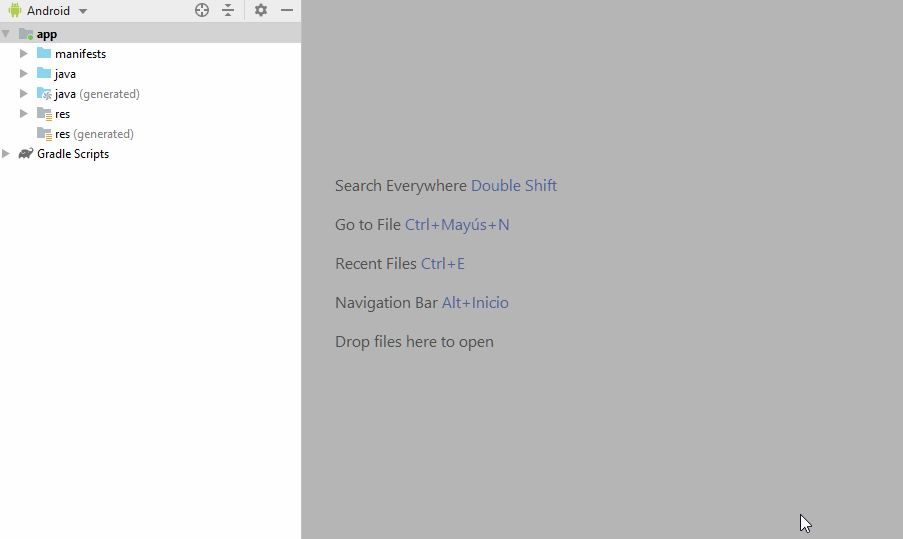 Android
app
manifests
java
java (generated)
res
res (generated)
Gradle Scripts
Search Everywhere Double Shift
Go to File Ctrl+Mayús+N
Recent Files Ctrl+E
Navigation Bar Alt+Inicio
Drop files here to open